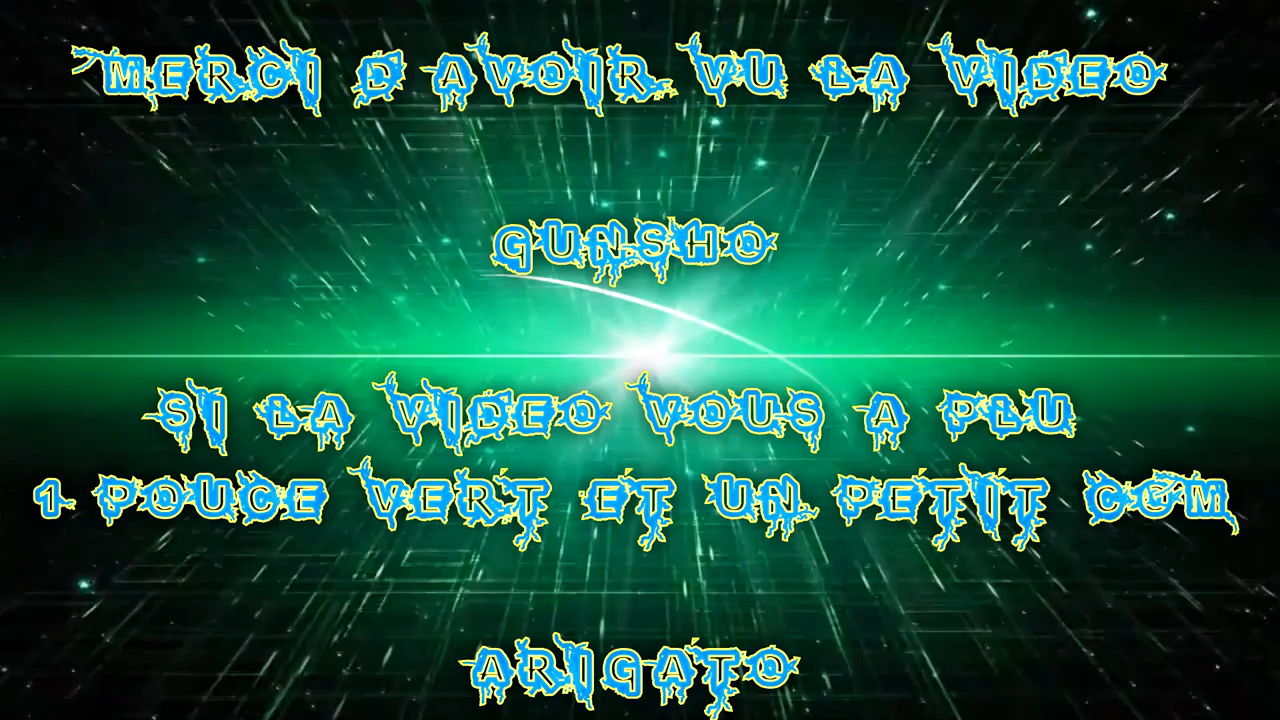 MERCI D AVOIR VU LA VIDEO
GUNSHO
SI LA VIDEO VOUS A PLU
1 POUCE VERT ET UN PETIT COM
ARIGATO